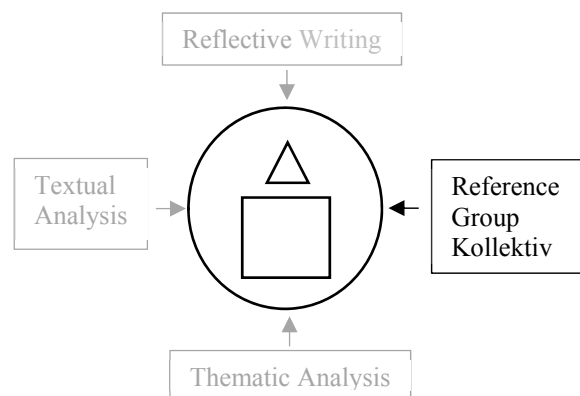 Reflective Writing
Textual
Analysis
Reference
Group
Kollektiv
Thematic Analysis